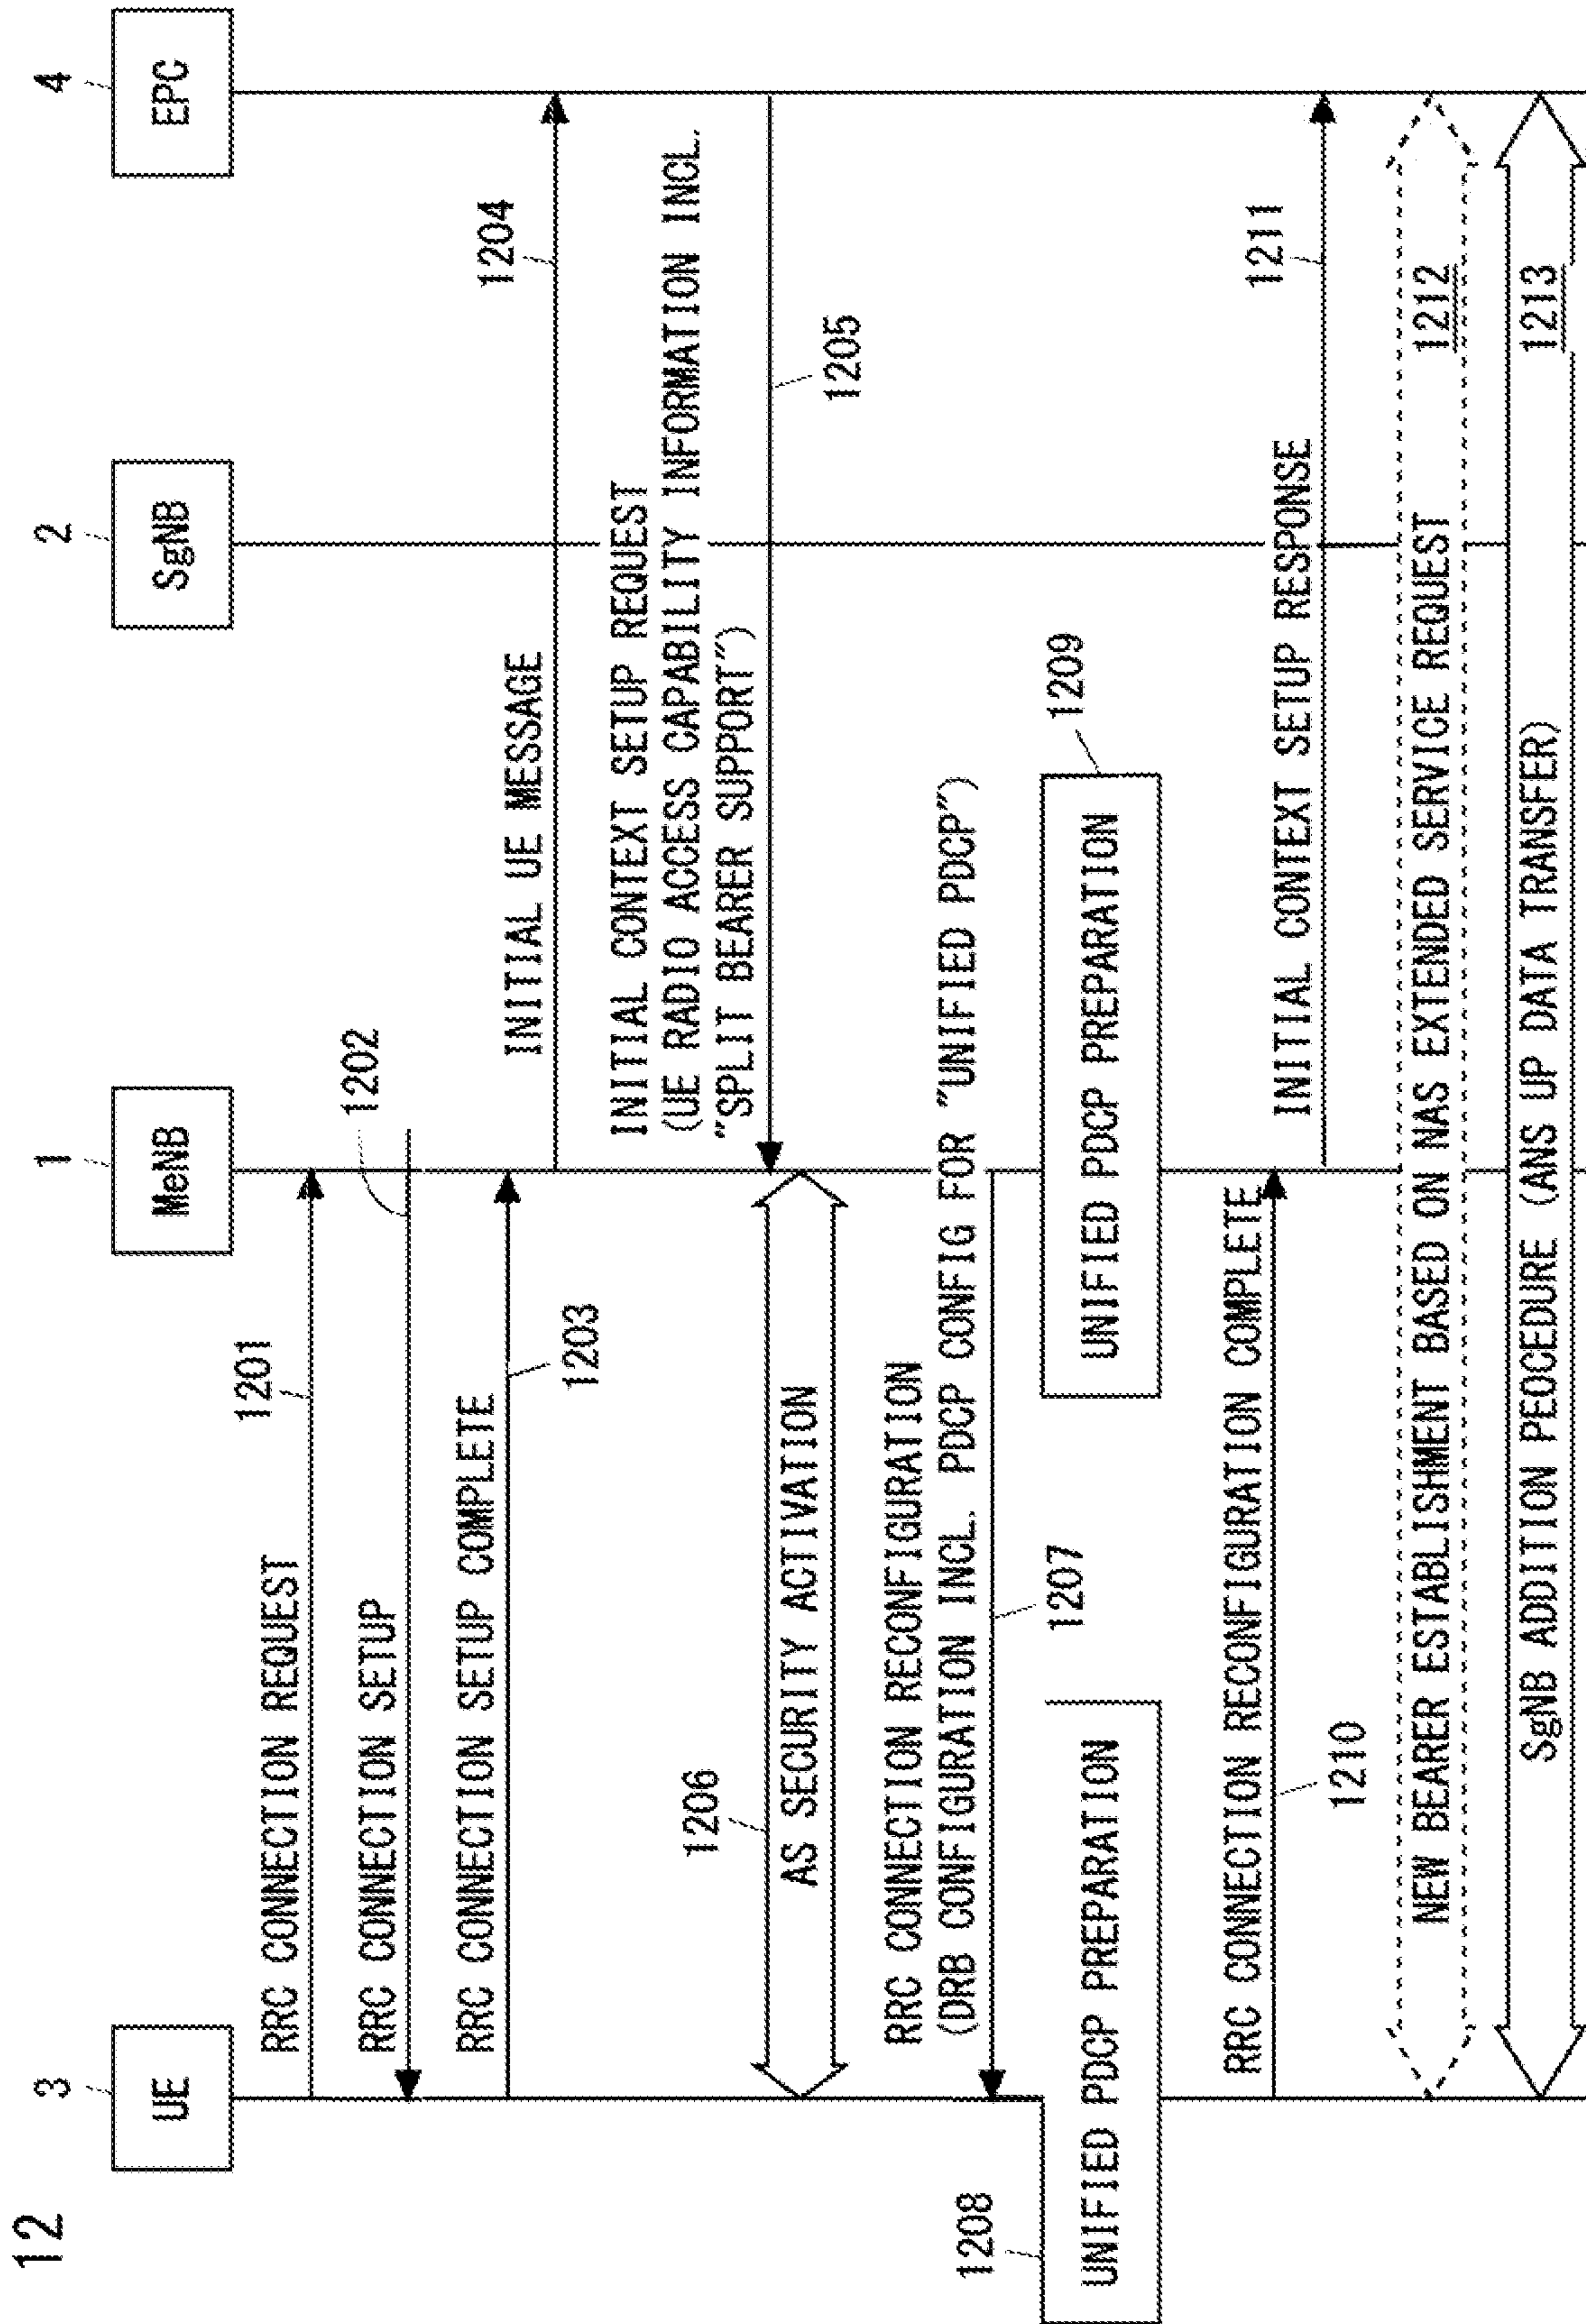 12
3
1
2
4
UE
MeNB
SgNB
EPC
RRC CONNECTION REQUEST
1201
RRC CONNECTION SETUP
1202
RRC CONNECTION SETUP COMPLETE
1203
INITIAL UE MESSAGE
1204
INITIAL CONTEXT SETUP REQUEST
(UE RADIO ACCESS CAPABILITY INFORMATION INCL.
"SPLIT BEARER SUPPORT")
1205
1206
AS SECURITY ACTIVATION
RRC CONNECTION RECONFIGURATION
(DRB CONFIGURATION INCL. PDCP CONFIG FOR "UNIFIED PDCP")
1207
1208
UNIFIED PDCP PREPARATION
UNIFIED PDCP PREPARATION
1209
RRC CONNECTION RECONFIGURATION COMPLETE
1210
INITIAL CONTEXT SETUP RESPONSE
1211
NEW BEARER ESTABLISHMENT BASED ON NAS EXTENDED SERVICE REQUEST 1212
SgNB ADDITION PEOCEDURE (ANS UP DATA TRANSFER) 1213